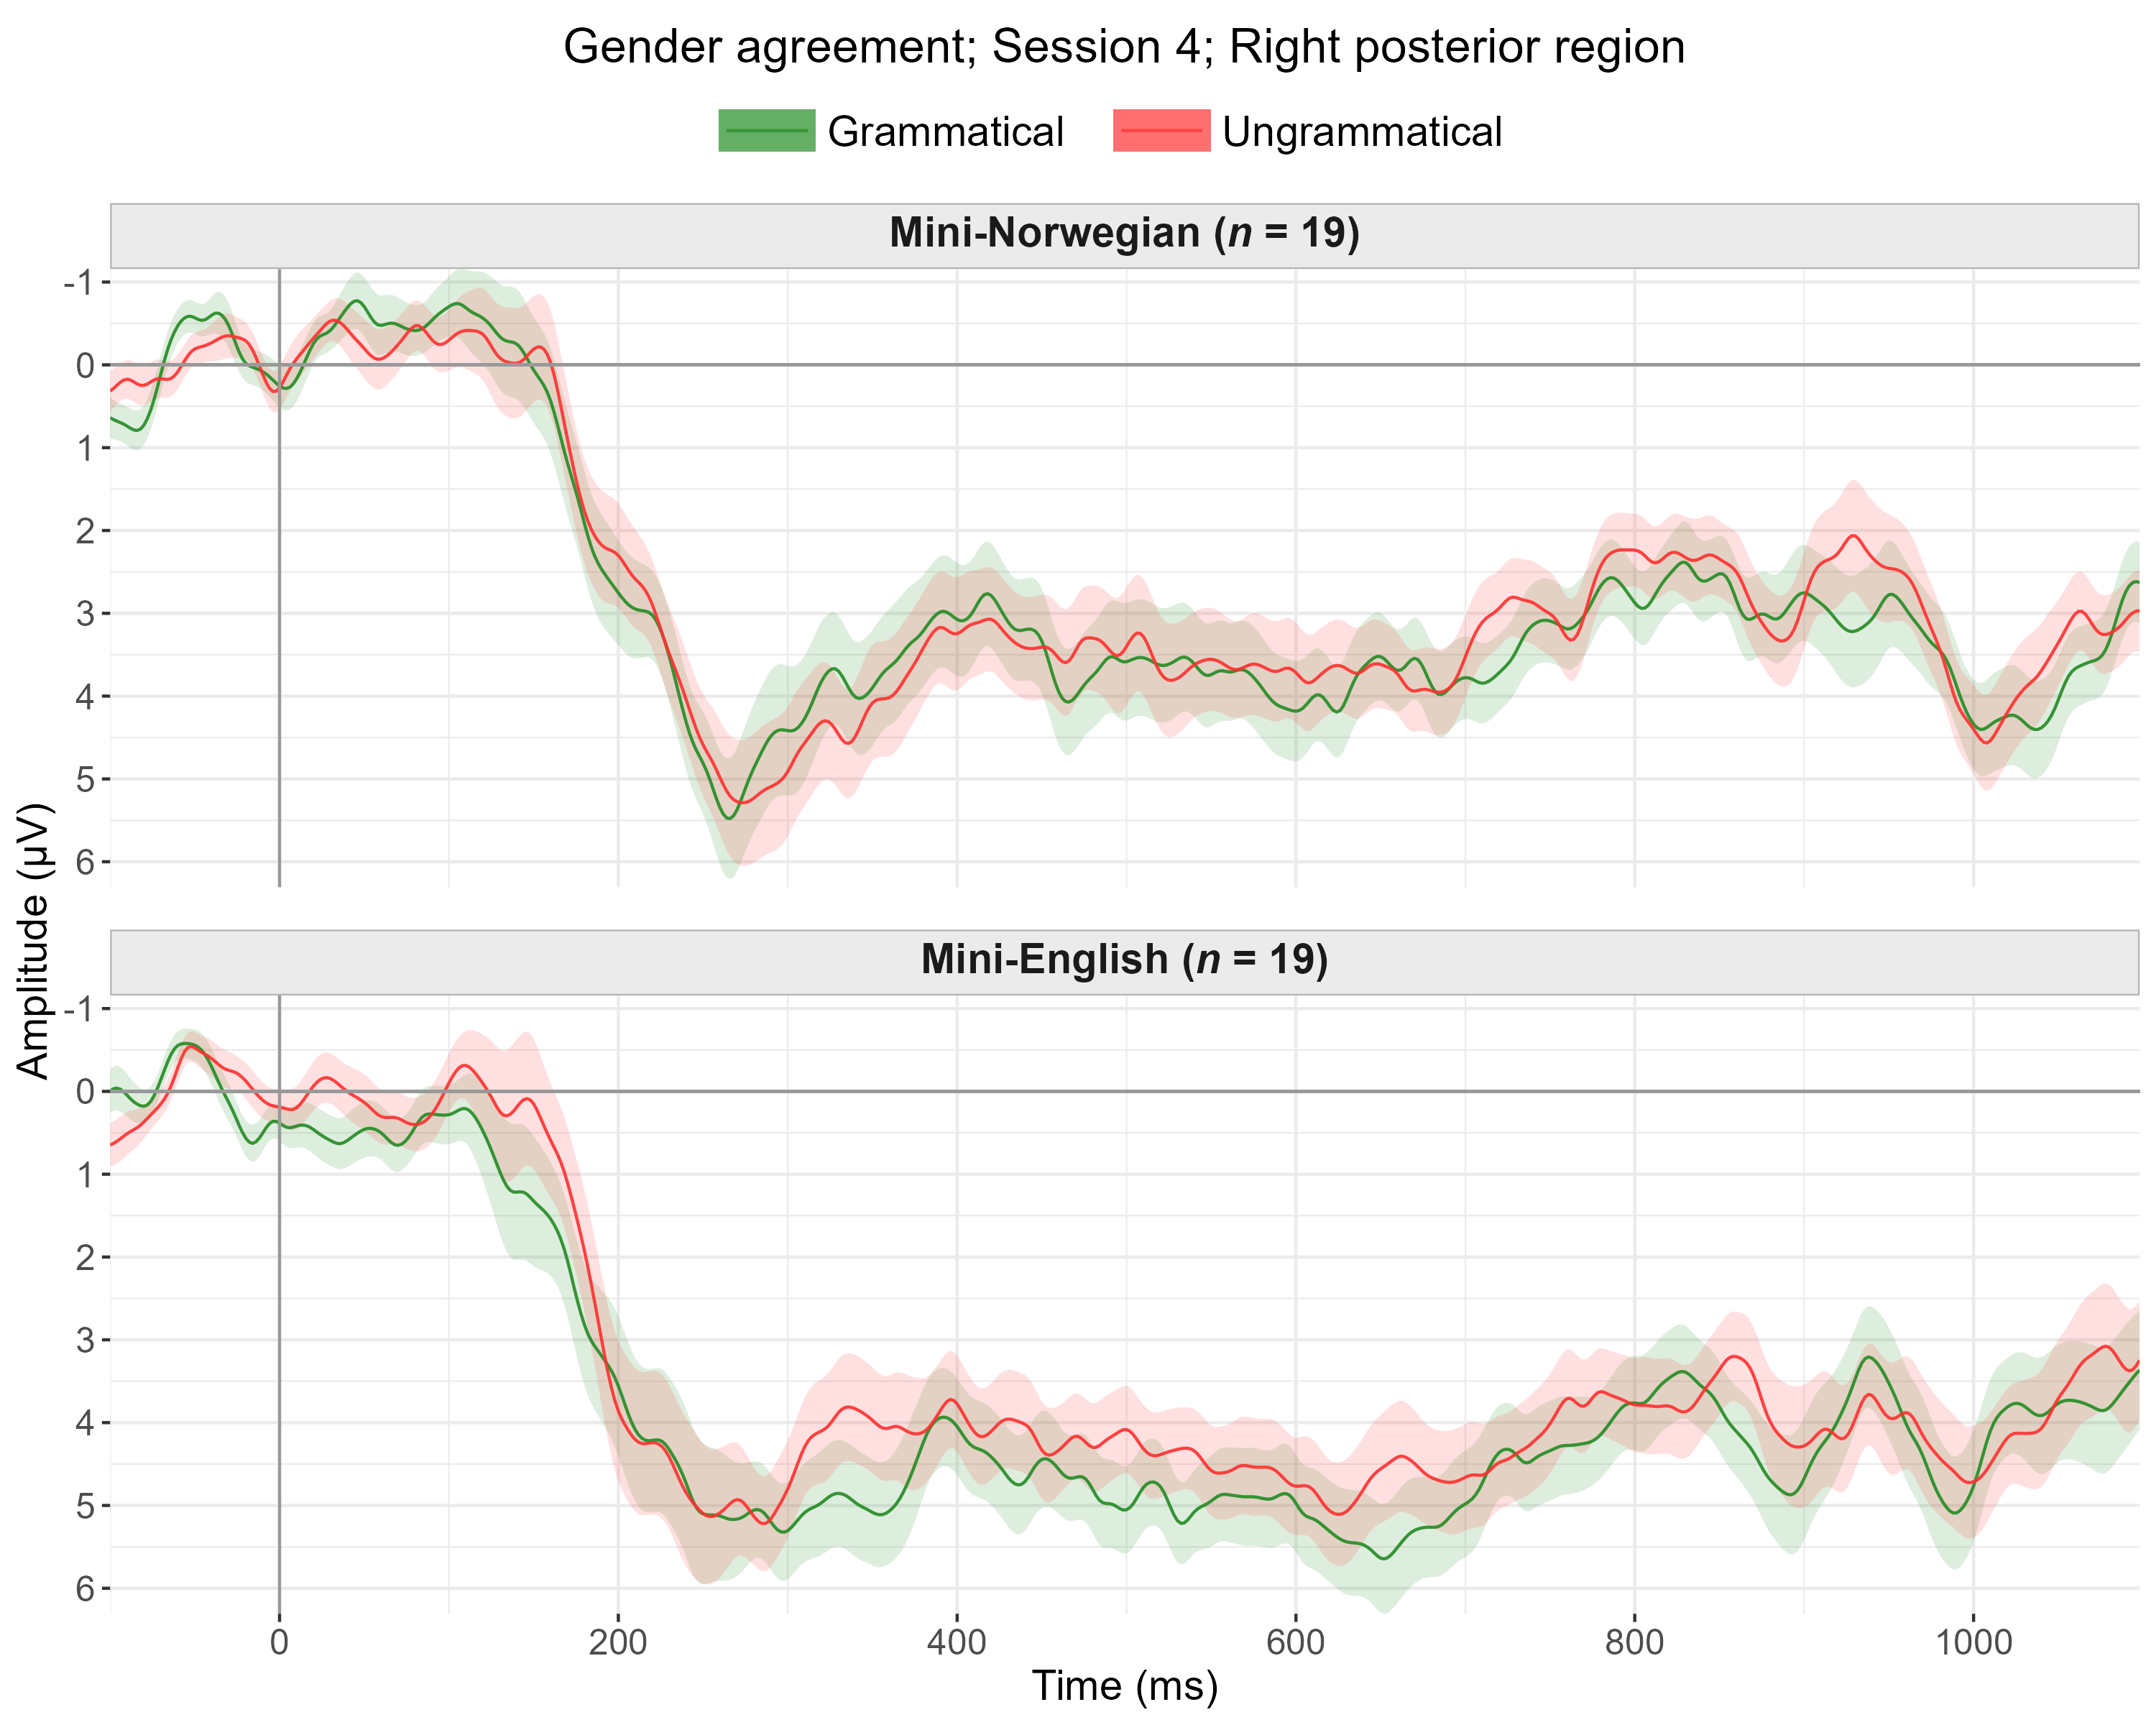 Gender agreement; Session 4; Right posterior region
Grammatical
Ungrammatical
Mini-Norwegian (n = 19)
-1
0
1
2
3
4
5
6
Amplitude (µV)
Mini-English (n = 19)
-1
0
1
2
3
4
5
6
0 200 400 600 800 1000
Time (ms)